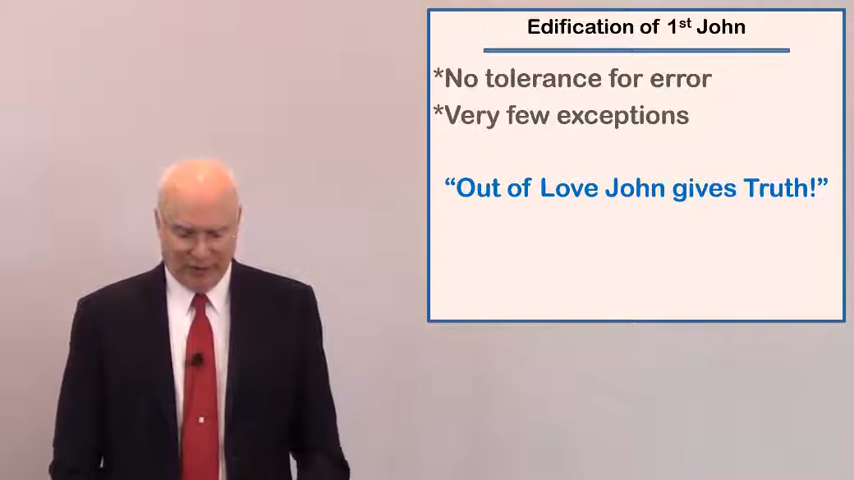 Edification of 1st John
*No tolerance for error
*Very few exceptions
“Out of Love John gives Truth!”